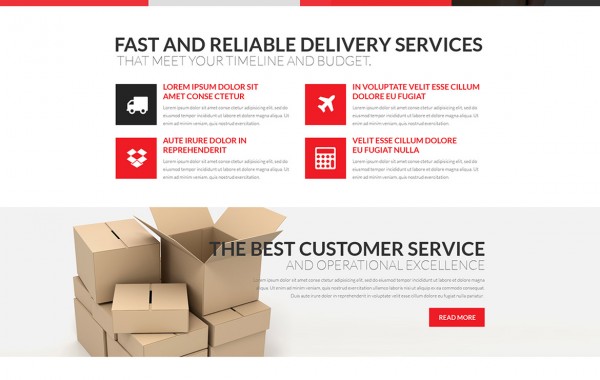 FAST AND RELIABLE DELIVERY SERVICES
THAT MEET YOUR TIMELINE AND BUDGET.
LOREM IPSUM DOLOR SIT
AMET CONSE CTETUR
Lorem ipsum dolor sit amet conse ctetur adipisicing elit, sed do
eiusmod tempor incididunt ut labore et dolore magna aliqua. Ut
enim ad minim veniam, quis nostrud exercitation.
IN VOLUPTATE VELIT ESSE CILLUM
DOLORE EU FUGIAT
Lorem ipsum dolor sit amet conse ctetur adipisicing elit, sed do
eiusmod tempor incididunt ut labore et dolore magna aliqua. Ut
enim ad minim veniam, quis nostrud exercitation.
AUTE IRURE DOLOR IN
REPREHENDERIT
Lorem ipsum dolor sit amet conse ctetur adipisicing elit, sed do
eiusmod tempor incididunt ut labore et dolore magna aliqua. Ut
enim ad minim veniam, quis nostrud exercitation.
VELIT ESSE CILLUM DOLORE
EU FUGIAT NULLA
Lorem ipsum dolor sit amet conse ctetur adipisicing elit, sed do
eiusmod tempor incididunt ut labore et dolore magna aliqua. Ut
enim ad minim veniam, quis nostrud exercitation.
THE BEST CUSTOMER SERVICE
AND OPERATIONAL EXCELLENCE
Lorem ipsum dolor sit amet conse ctetur adipisicing elit, sed do eiusmod tempor
incididunt ut labore et dolore magna aliqua. Ut enim ad minim veniam, quis nostrud
Duis aute irure dolor in reprehenderit in voluptate velit esse cillum dolore eu fugiat nulla pariatur.
READ MORE